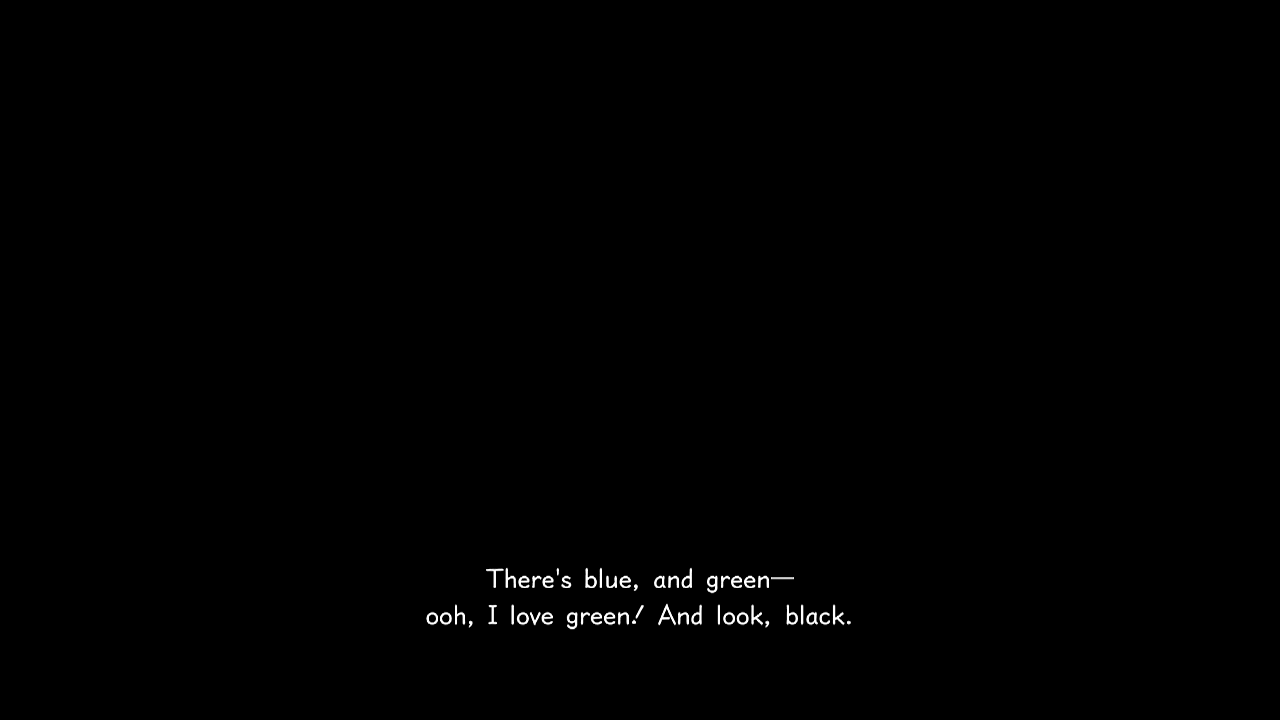 There's blue, and green—
ooh, I love green! And look, black.